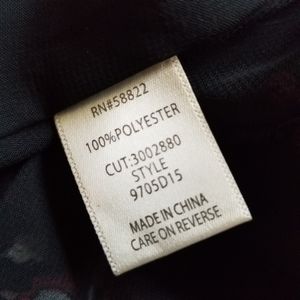 RN#58822
100%POLYESTER
CUT:3002880
STYLE
9705D15
MADE IN CHINA
CARE ON REVERSE